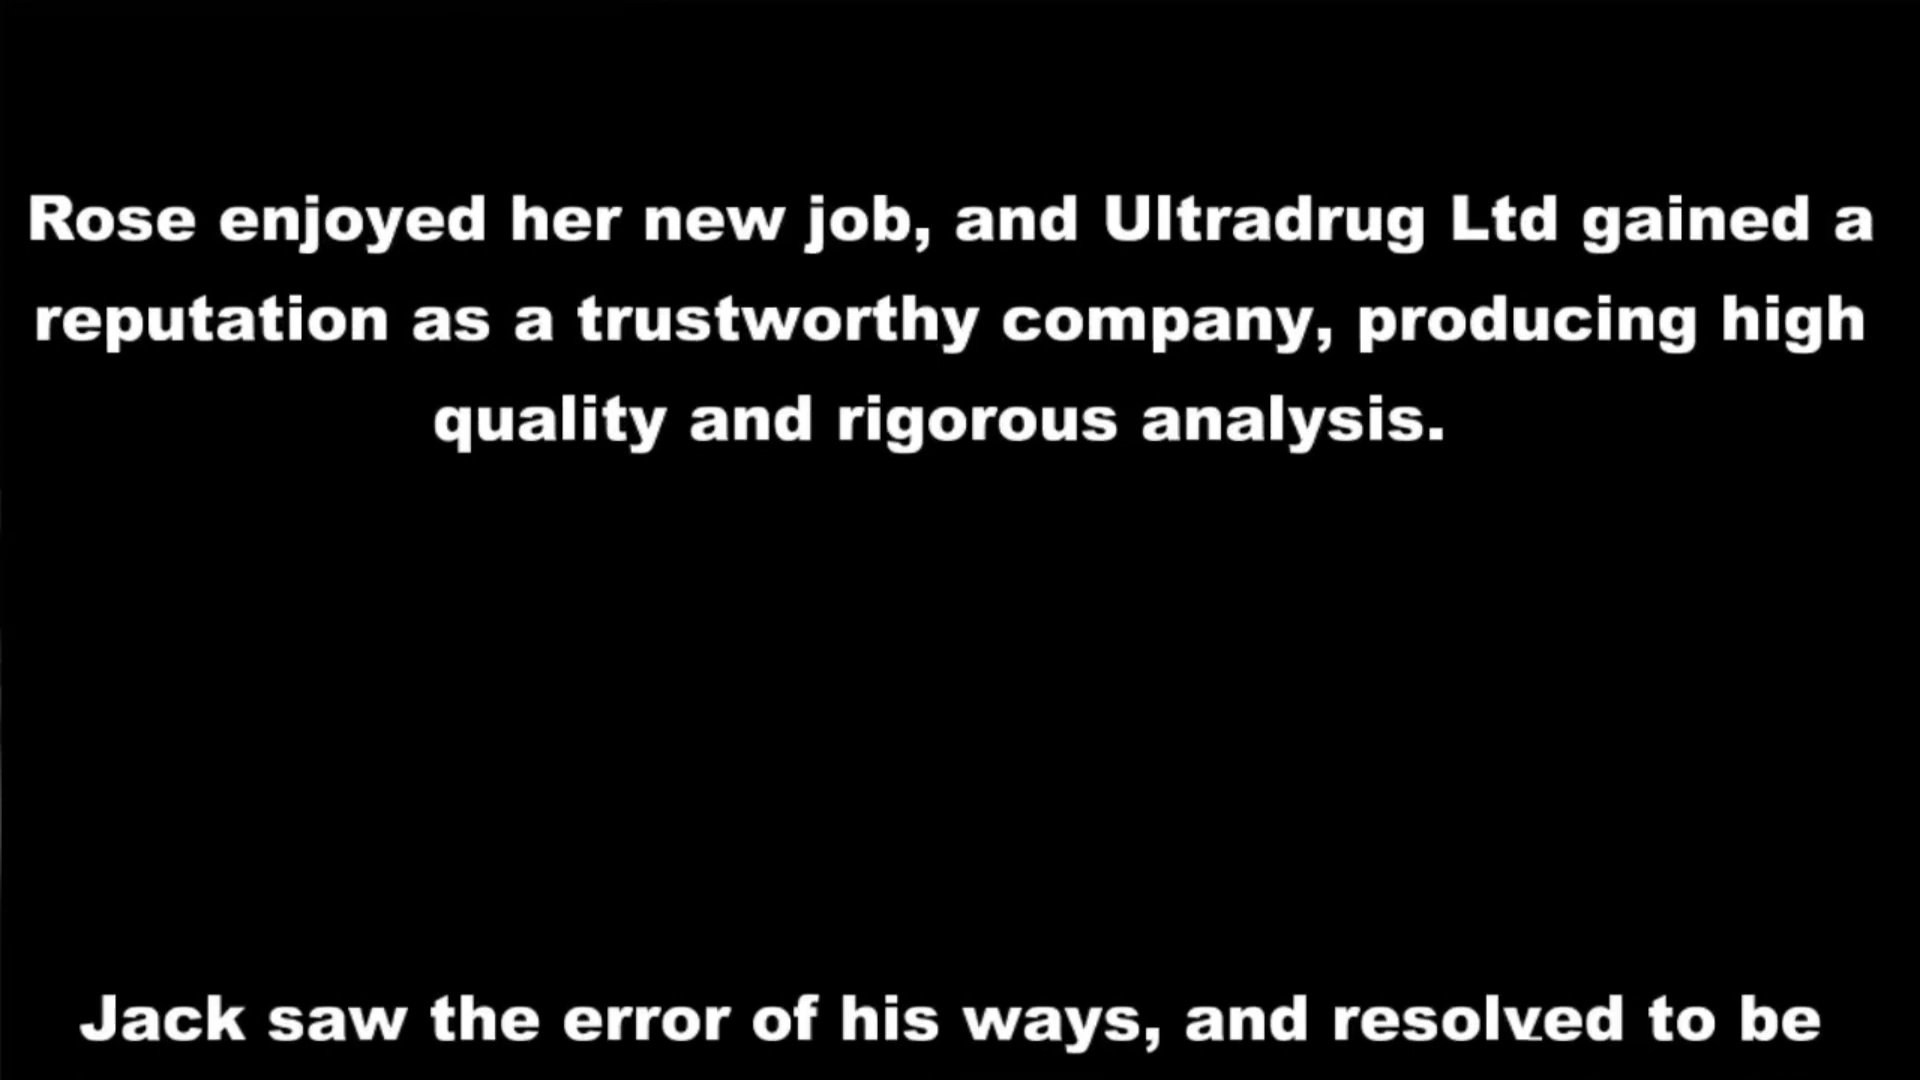 Rose enjoyed her new job, and Ultradrug Ltd gained a
reputation as a trustworthy company, producing high
quality and rigorous analysis.
Jack saw the error of his ways, and resolved to be